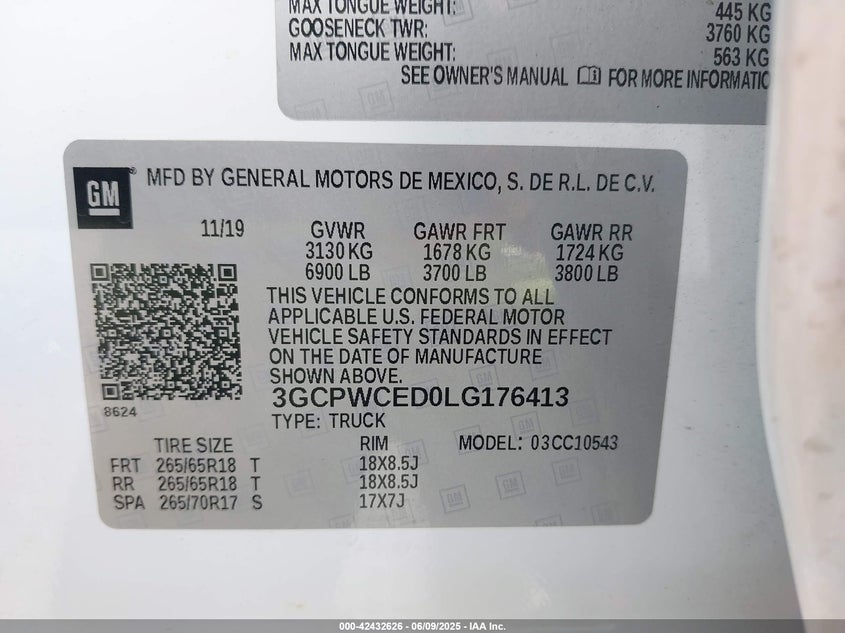 MAX TONGUE WEIGHT: 445 KG
GOOSENECK TWR: 3760 KG
MAX TONGUE WEIGHT: 563 KG
SEE OWNER'S MANUAL FOR MORE INFORMATIO
GM
MFD BY GENERAL MOTORS DE MEXICO, S. DE R.L. DE C.V.
11/19 GVWR GAWR FRT GAWR RR
3130 KG 1678 KG 1724 KG
6900 LB 3700 LB 3800 LB
THIS VEHICLE CONFORMS TO ALL
APPLICABLE U.S. FEDERAL MOTOR
VEHICLE SAFETY STANDARDS IN EFFECT
ON THE DATE OF MANUFACTURE
SHOWN ABOVE.
3GCPWCED0LG176413
8624
TYPE: TRUCK
TIRE SIZE RIM MODEL: 03CC10543
FRT 265/65R18 T 18X8.5J
RR 265/65R18 T 18X8.5J
SPA 265/70R17 S 17X7J
000-42432626 - 06/09/2025 - IAA Inc.